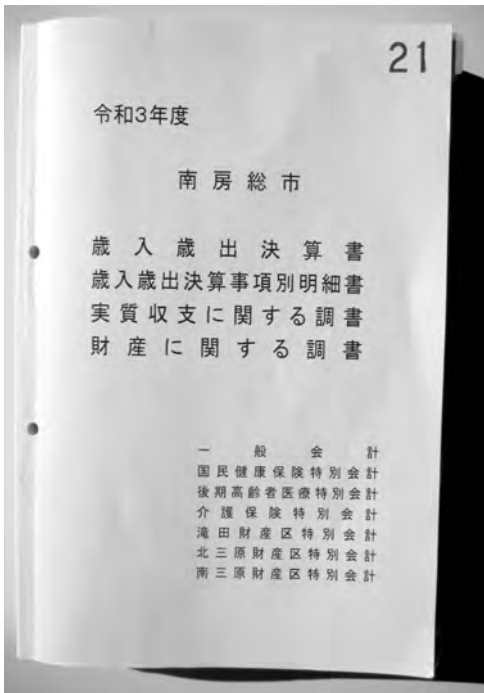 21
令和3年度
南房総市
歳入歳出決算書
歳入歳出決算事項別明細書
実質収支に関する調書
財産に関する調書
一般会計
国民健康保険特別会計
後期高齢者医療特別会計
介護保険特別会計
滝田財産区特別会計
北三原財産区特別会計
南三原財産区特別会計